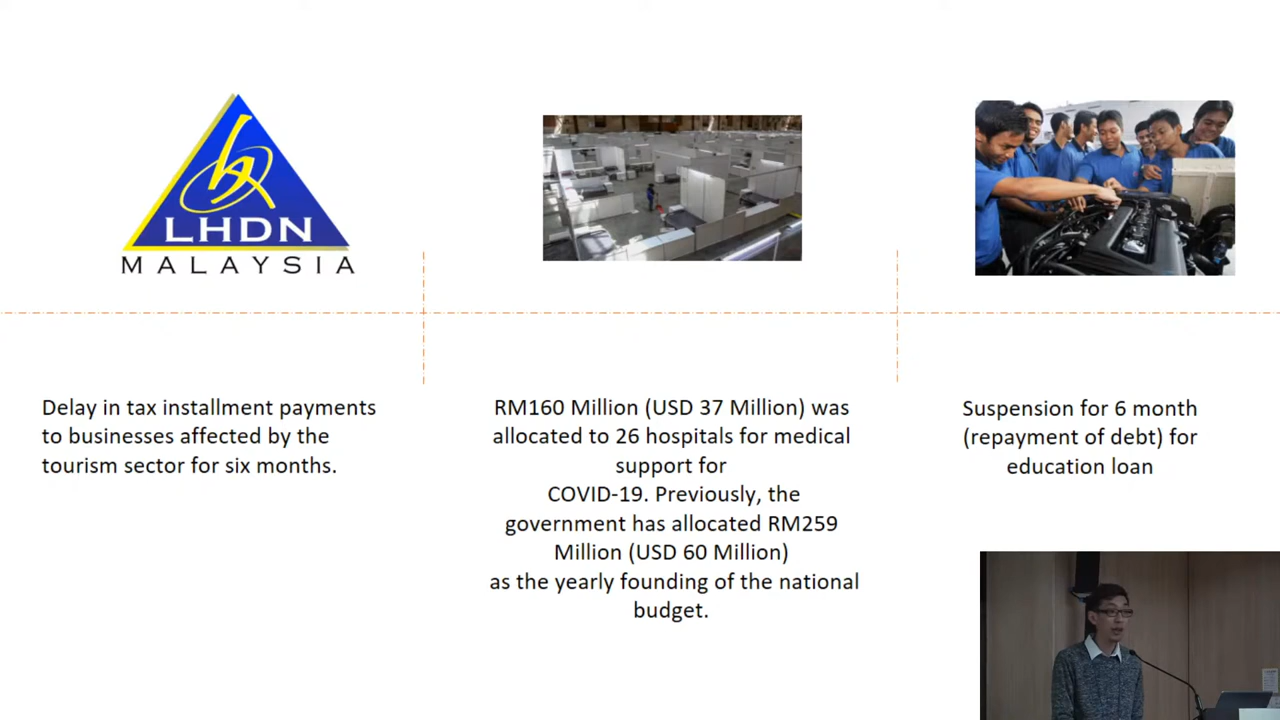 LHDN
MALAYSIA
Delay in tax installment payments
to businesses affected by the
tourism sector for six months.
RM160 Million (USD 37 Million) was
allocated to 26 hospitals for medical
support for
COVID-19. Previously, the
government has allocated RM259
Million (USD 60 Million)
as the yearly founding of the national
budget.
Suspension for 6 month
(repayment of debt) for
education loan